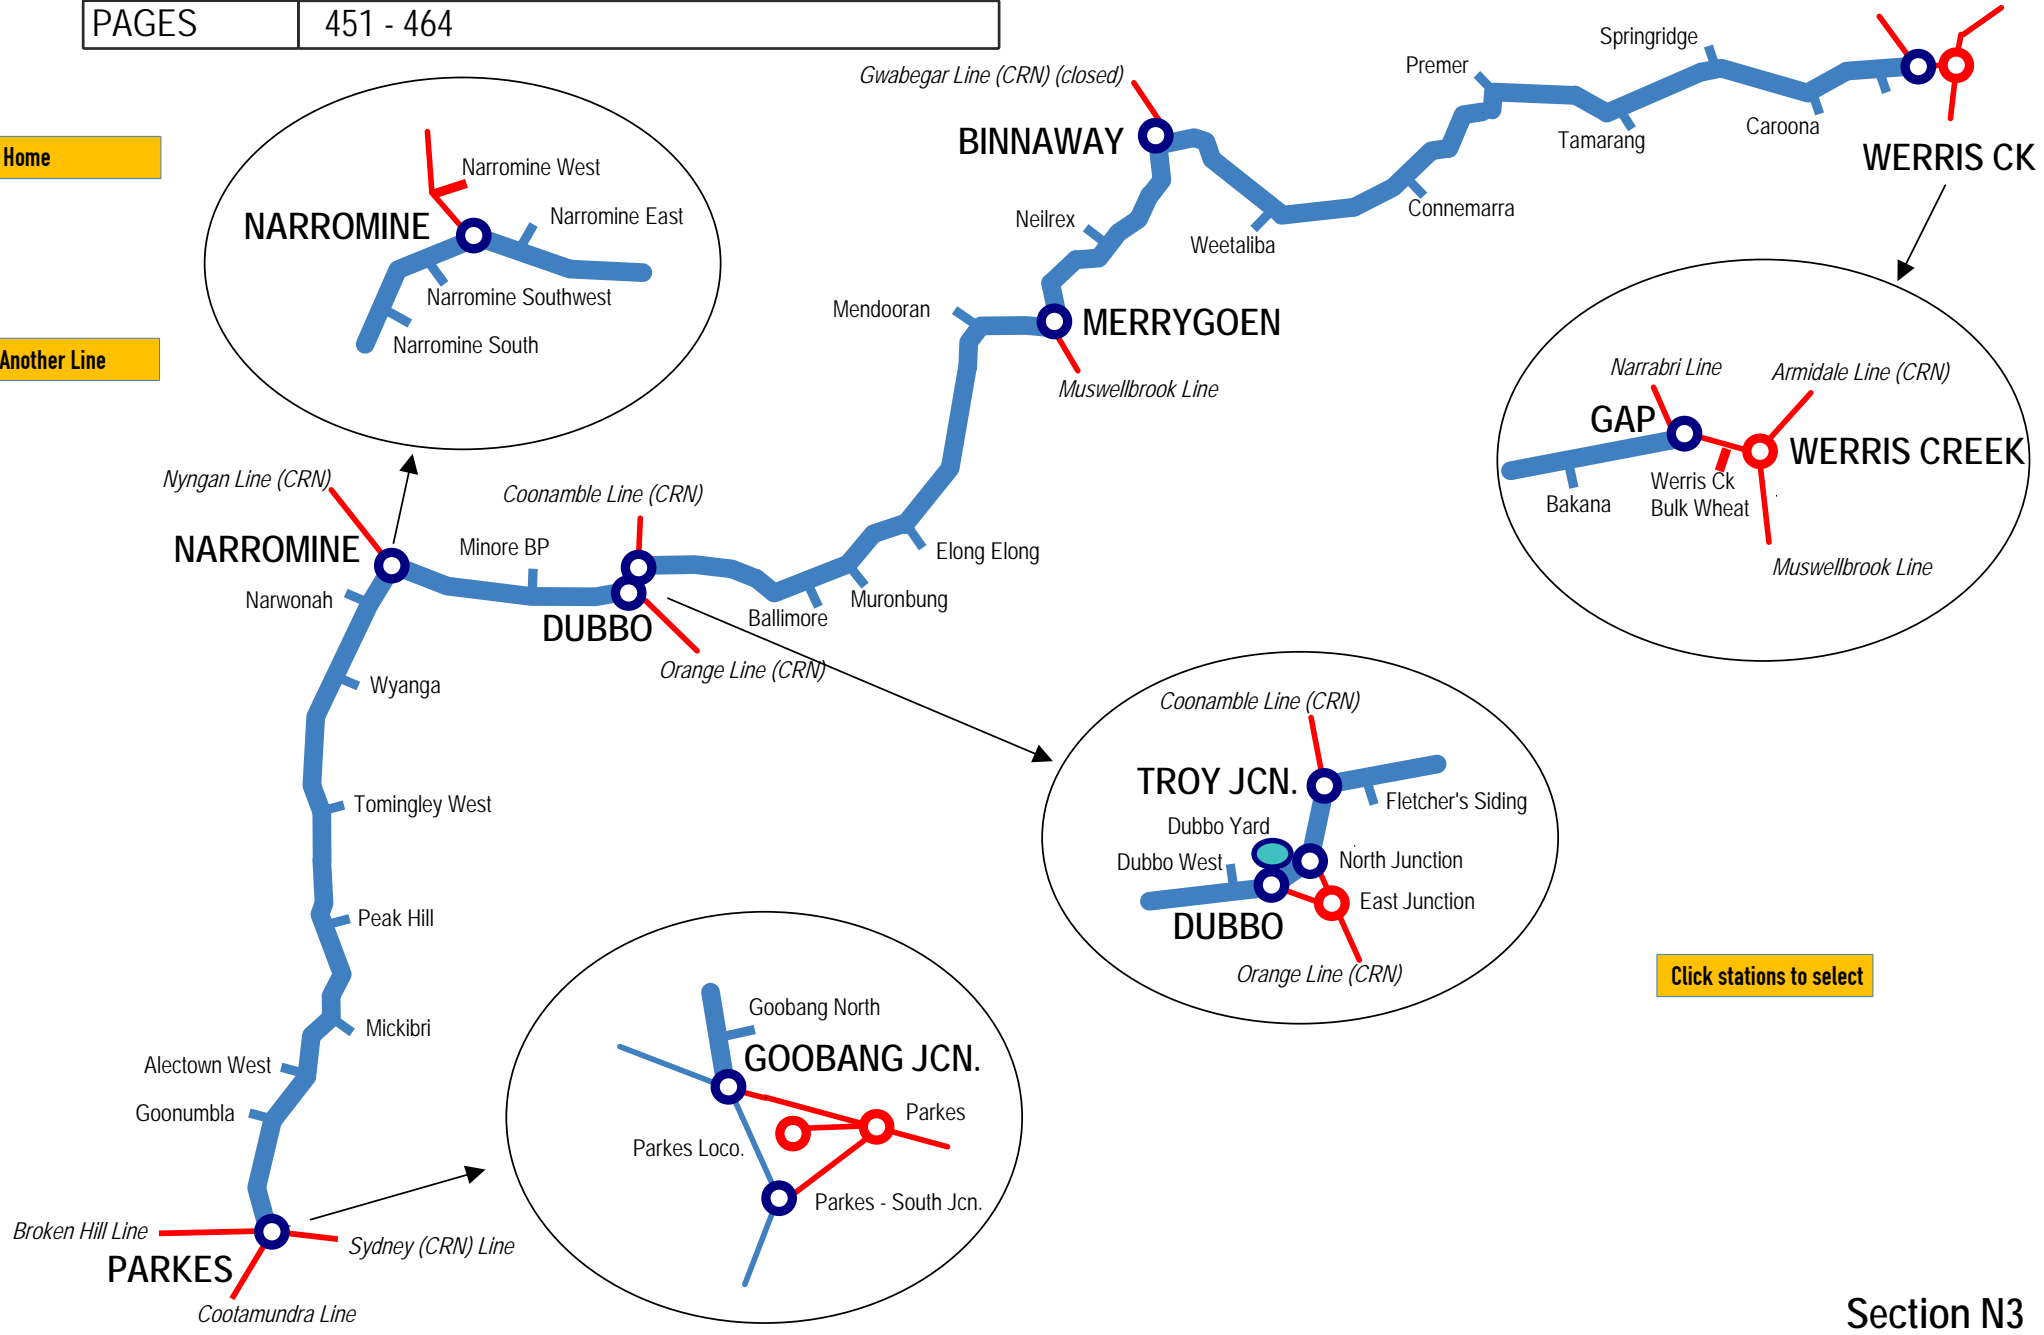 PAGES 451 - 464
Home
Another Line
Narromine West
NARROMINE
Narromine East
Narromine Southwest
Narromine South
Gwabegar Line (CRN) (closed)
BINNAWAY
Neilrex
Weetaliba
Connemarra
Premer
Tamarang
Springridge
Caroona
WERRIS CK
Mendooran
MERRYGOEN
Muswellbrook Line
Narrabri Line
Armidale Line (CRN)
GAP
WERRIS CREEK
Bakana
Werris Ck
Bulk Wheat
Muswellbrook Line
Nyngan Line (CRN)
Coonamble Line (CRN)
NARROMINE
Minore BP
Narwonah
DUBBO
Orange Line (CRN)
Ballimore
Muronbung
Elong Elong
Wyanga
Tomingley West
Peak Hill
Mickibri
Alectown West
Goonumbla
Broken Hill Line
PARKES
Sydney (CRN) Line
Cootamundra Line
Coonamble Line (CRN)
TROY JCN.
Fletcher's Siding
Dubbo Yard
Dubbo West
North Junction
East Junction
DUBBO
Orange Line (CRN)
Goobang North
GOOBANG JCN.
Parkes
Parkes Loco.
Parkes - South Jcn.
Click stations to select
Section N3